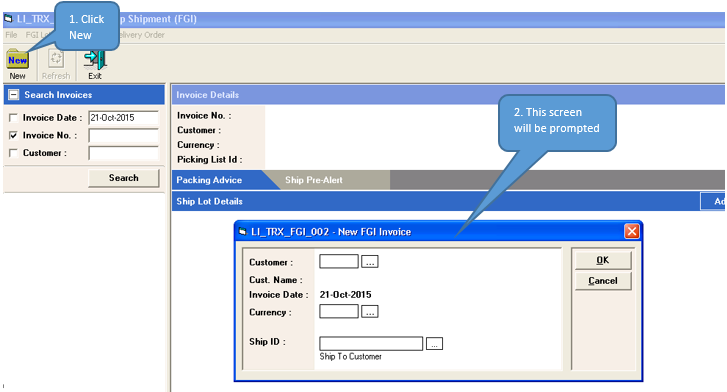 LI_TRX_ p Shipment (FGI)
1. Click
New
File FGI L elivery Order
New
New Refresh Exit
Search Invoices
Invoice Date : 21-Oct-2015
Invoice No. :
Customer :
Search
Invoice Details
Invoice No. :
Customer :
Currency :
Picking List Id :
2. This screen
will be prompted
Packing Advice Ship Pre-Alert
Ship Lot Details Ad
LI_TRX_FGI_002 - New FGI Invoice
Customer : ...
Cust. Name :
Invoice Date : 21-Oct-2015
Currency : ...
Ship ID : ...
Ship To Customer
OK
Cancel